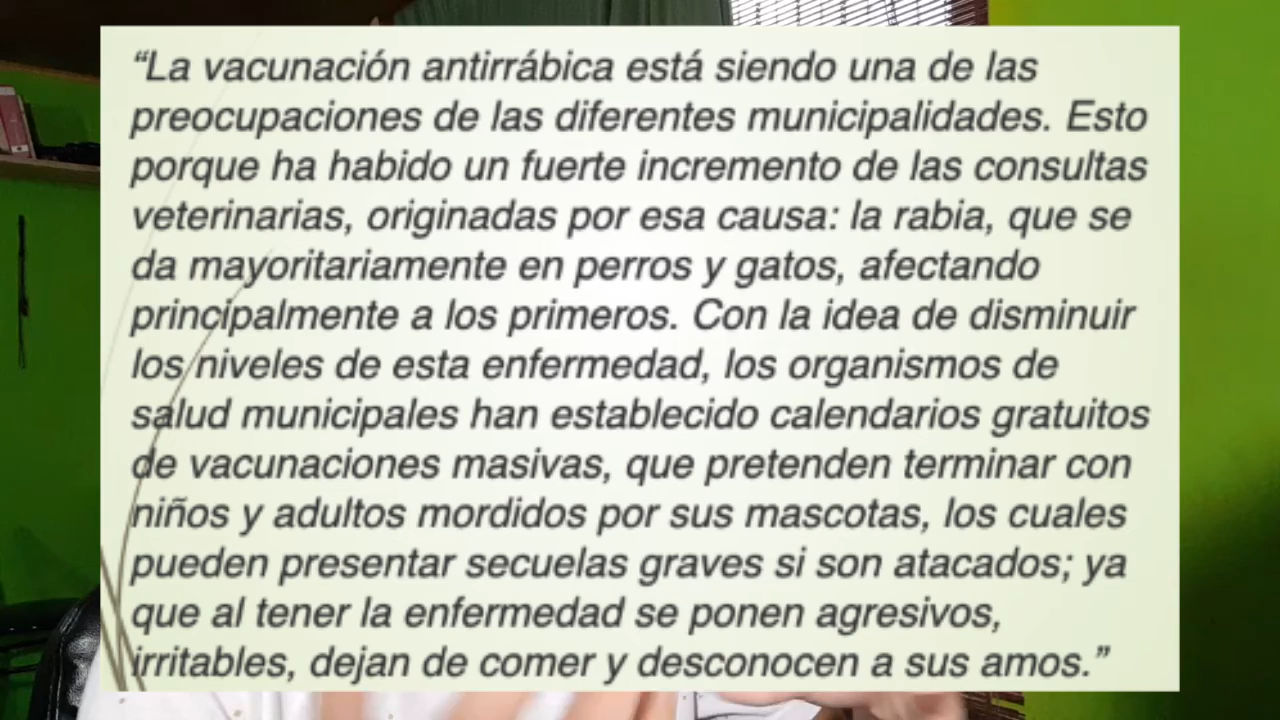 “La vacunación antirrábica está siendo una de las
preocupaciones de las diferentes municipalidades. Esto
porque ha habido un fuerte incremento de las consultas
veterinarias, originadas por esa causa: la rabia, que se
da mayoritariamente en perros y gatos, afectando
principalmente a los primeros. Con la idea de disminuir
los niveles de esta enfermedad, los organismos de
salud municipales han establecido calendarios gratuitos
de vacunaciones masivas, que pretenden terminar con
niños y adultos mordidos por sus mascotas, los cuales
pueden presentar secuelas graves si son atacados; ya
que al tener la enfermedad se ponen agresivos,
irritables, dejan de comer y desconocen a sus amos.”